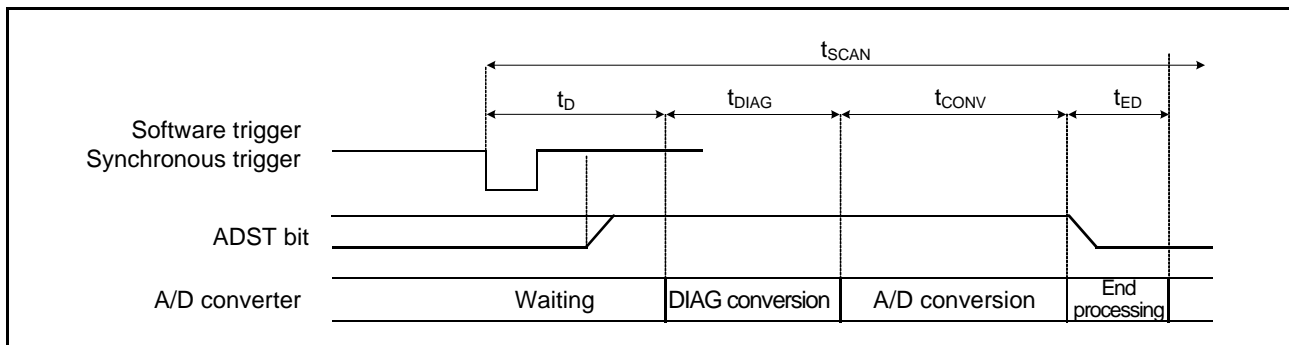 tSCAN
tD tDIAG tCONV tED
Software trigger
Synchronous trigger
ADST bit
A/D converter Waiting DIAG conversion A/D conversion End processing